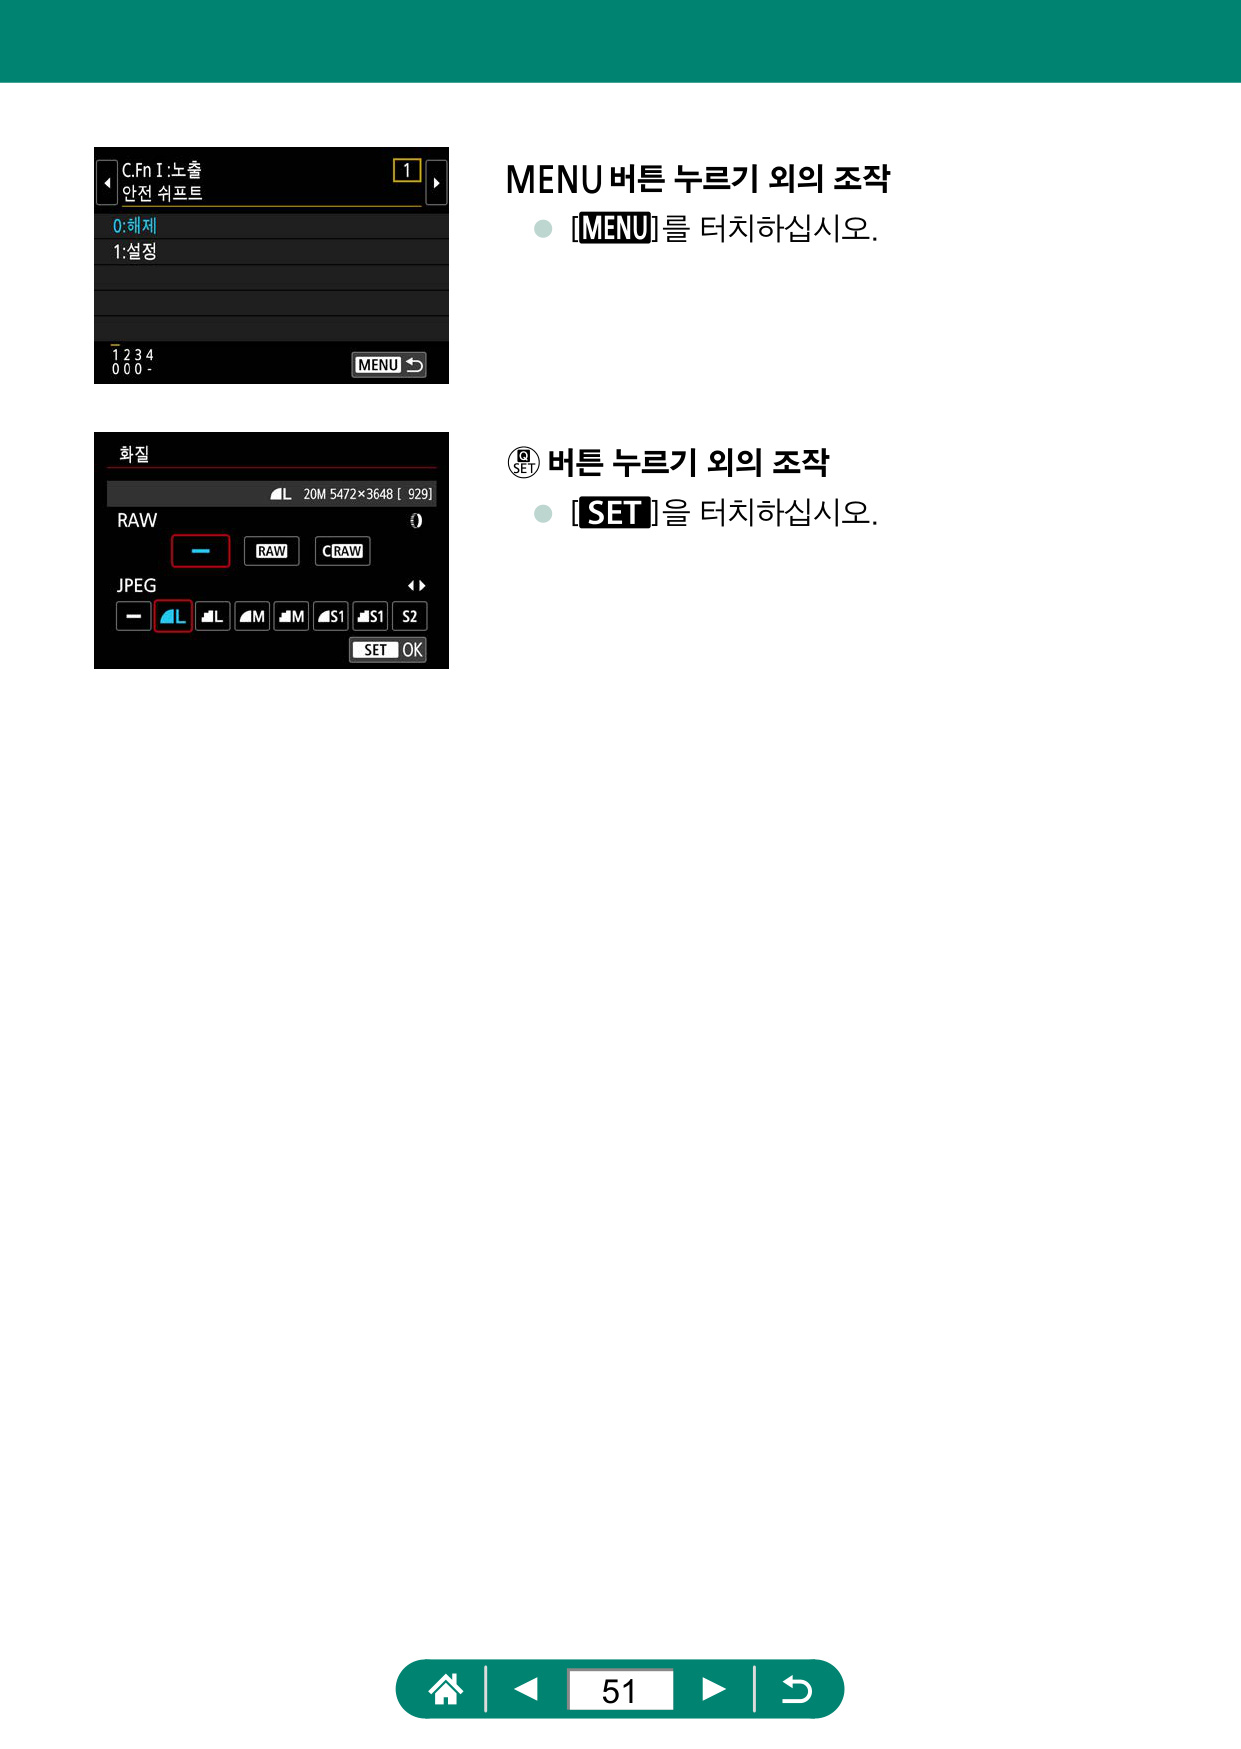 C.Fn I :노출
1
안전 쉬프트
0:해제
1:설정
1 2 3 4
0 0 0 -
MENU
MENU 버튼 누르기 외의 조작
[MENU]를 터치하십시오.
화질
L 20M 5472×3648 [ 929]
RAW
RAW CRAW
JPEG
L L M M S1 S1 S2
SET OK
Q SET 버튼 누르기 외의 조작
[SET]을 터치하십시오.
51